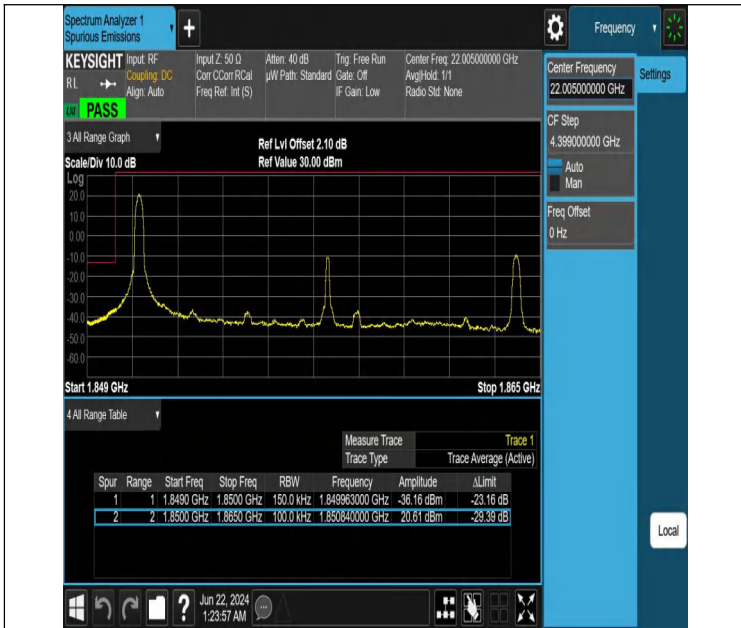 Spectrum Analyzer 1
Spurious Emissions
Frequency
KEYSIGHT
RL
PASS
Input: RF
Coupling: DC
Align: Auto
Input Z: 50 Ω
Corr CCorr RCal
Freq Ref: Int (S)
Atten: 40 dB
µW Path: Standard
Trig: Free Run
Gate: Off
IF Gain: Low
Center Freq: 22.005000000 GHz
Avg|Hold: 1/1
Radio Std: None
Center Frequency
22.005000000 GHz
Settings
CF Step
4.399000000 GHz
Auto
Man
Freq Offset
0 Hz
3 All Range Graph
Scale/Div 10.0 dB
Ref Lvl Offset 2.10 dB
Ref Value 30.00 dBm
Log
20.0
10.0
0.00
-10.0
-20.0
-30.0
-40.0
-50.0
-60.0
Start 1.849 GHz
Stop 1.865 GHz
4 All Range Table
Measure Trace Trace 1
Trace Type Trace Average (Active)
Spur Range Start Freq Stop Freq RBW Frequency Amplitude ΔLimit
1 1 1.8490 GHz 1.8500 GHz 150.0 kHz 1.849963000 GHz -36.16 dBm -23.16 dB
2 2 1.8500 GHz 1.8650 GHz 100.0 kHz 1.850840000 GHz 20.61 dBm -29.39 dB
Local
Jun 22, 2024
1:23:57 AM